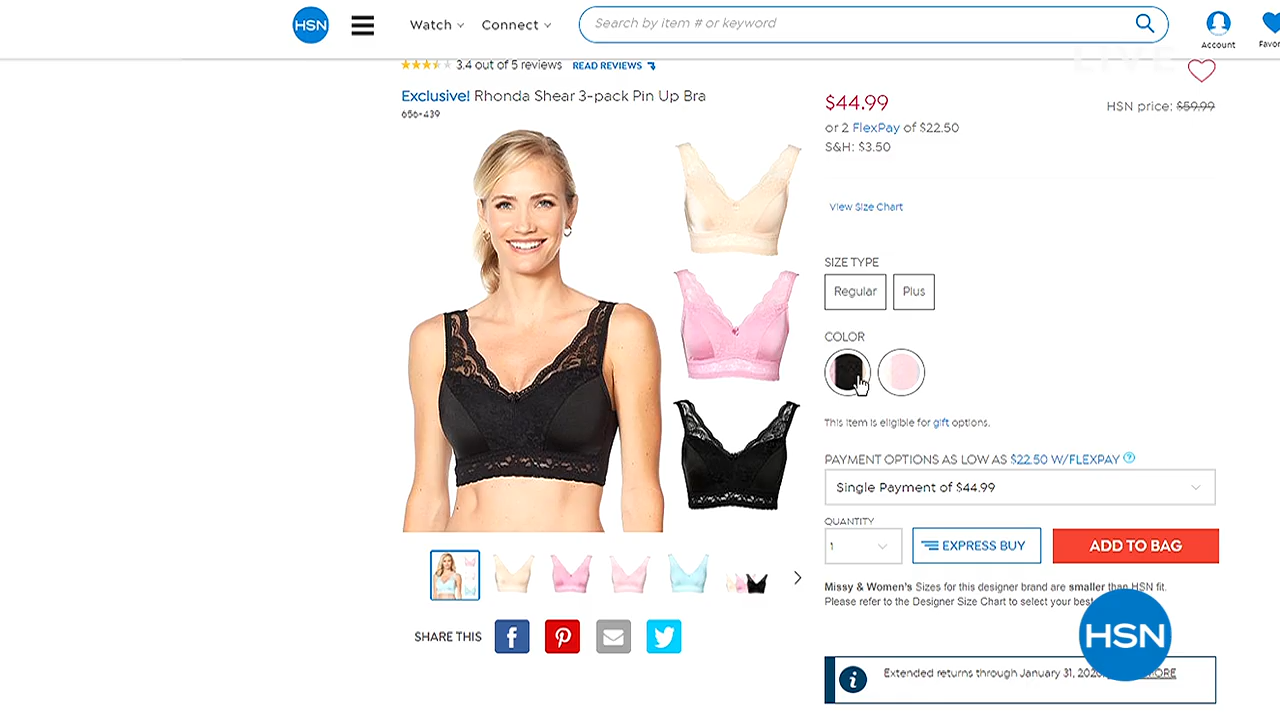 HSN
Watch
Connect
Search by item # or keyword
Account
Favor
LIVE
3.4 out of 5 reviews READ REVIEWS
Exclusive! Rhonda Shear 3-pack Pin Up Bra
656-439
$44.99
HSN price: $59.99
or 2 FlexPay of $22.50
S&H: $3.50
View Size Chart
SIZE TYPE
Regular
Plus
COLOR
This item is eligible for gift options.
PAYMENT OPTIONS AS LOW AS $22.50 W/FLEXPAY ?
Single Payment of $44.99
QUANTITY
1
EXPRESS BUY
ADD TO BAG
Missy & Women's Sizes for this designer brand are smaller than HSN fit.
Please refer to the Designer Size Chart to select your best
HSN
SHARE THIS
Extended returns through January 31, 2020.